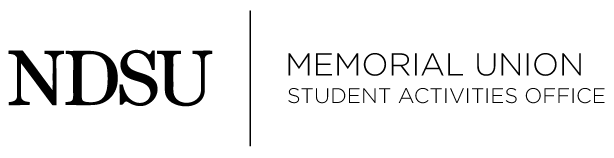 NDSU
MEMORIAL UNION
STUDENT ACTIVITIES OFFICE